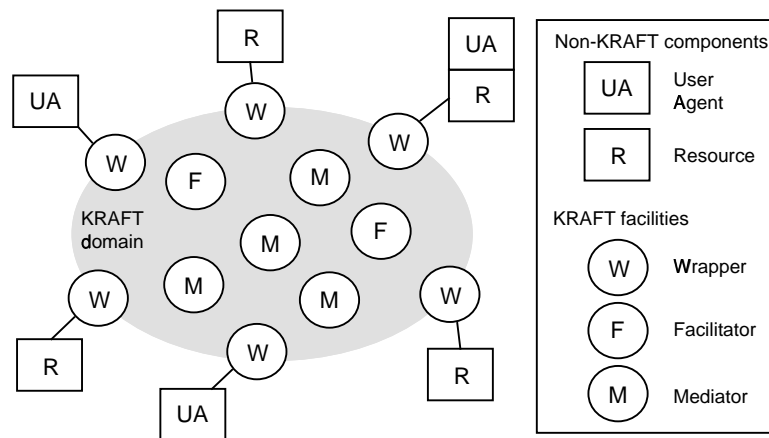 R
UA
R
UA
W
W
W
F
M
KRAFT
domain
M
F
W
M
M
W
W
R
R
UA
Non-KRAFT components
UA
User
Agent
R
Resource
KRAFT facilities
W
Wrapper
F
Facilitator
M
Mediator